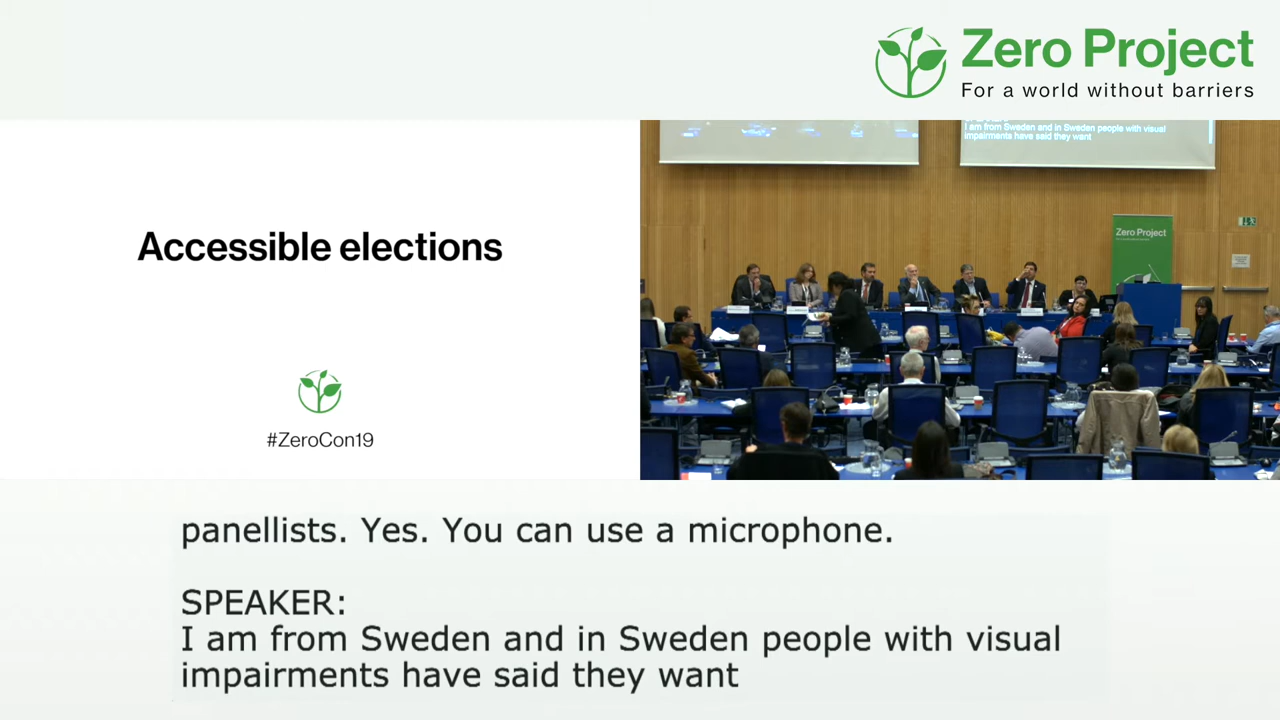 Zero Project
For a world without barriers
I am from Sweden and in Sweden people with visual
impairments have said they want
Accessible elections
Zero Project
#ZeroCon19
panellists. Yes. You can use a microphone.
SPEAKER:
I am from Sweden and in Sweden people with visual
impairments have said they want